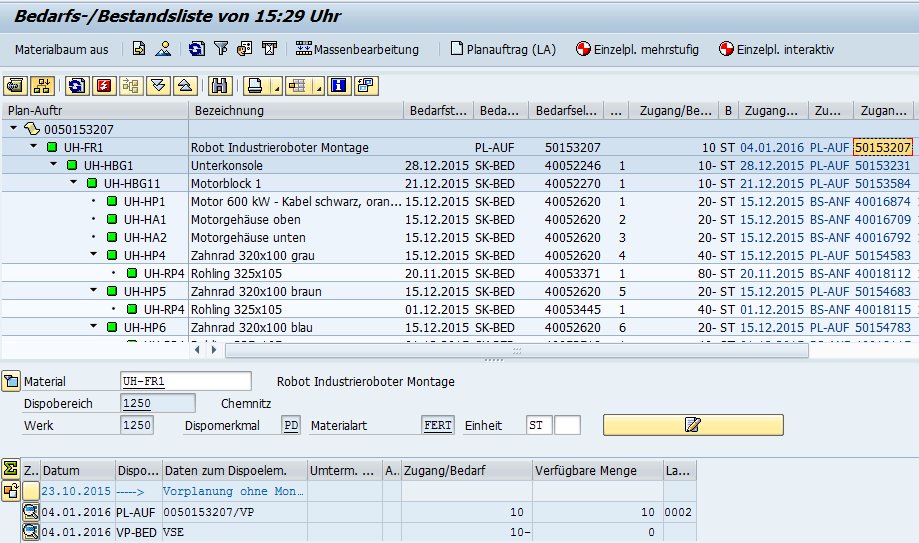 Bedarfs-/Bestandsliste von 15:29 Uhr
Materialbaum aus Massenbearbeitung Planauftrag (LA) Einzelpl. mehrstufig Einzelpl. interaktiv
Plan-Auftr Bezeichnung Bedarfst... Beda... Bedarfsel... ... Zugang/Be... B Zugang... Zu... Zugan...
0050153207
UH-FR1 Robot Industrieroboter Montage PL-AUF 50153207 10 ST 04.01.2016 PL-AUF 50153207
UH-HBG1 Unterkonsole 28.12.2015 SK-BED 40052246 1 10- ST 28.12.2015 PL-AUF 50153231
UH-HBG11 Motorblock 1 21.12.2015 SK-BED 40052270 1 10- ST 21.12.2015 PL-AUF 50153584
UH-HP1 Motor 600 kW - Kabel schwarz, oran... 15.12.2015 SK-BED 40052620 1 20- ST 15.12.2015 BS-ANF 40016874
UH-HA1 Motorgehäuse oben 15.12.2015 SK-BED 40052620 2 20- ST 15.12.2015 BS-ANF 40016709
UH-HA2 Motorgehäuse unten 15.12.2015 SK-BED 40052620 3 20- ST 15.12.2015 BS-ANF 40016792
UH-HP4 Zahnrad 320x100 grau 15.12.2015 SK-BED 40052620 4 40- ST 15.12.2015 PL-AUF 50154583
UH-RP4 Rohling 325x105 20.11.2015 SK-BED 40053371 1 80- ST 20.11.2015 BS-ANF 40018112
UH-HP5 Zahnrad 320x100 braun 15.12.2015 SK-BED 40052620 5 20- ST 15.12.2015 PL-AUF 50154683
UH-RP4 Rohling 325x105 01.12.2015 SK-BED 40053445 1 40- ST 01.12.2015 BS-ANF 40018115
UH-HP6 Zahnrad 320x100 blau 15.12.2015 SK-BED 40052620 6 20- ST 15.12.2015 PL-AUF 50154783
Material UH-FR1 Robot Industrieroboter Montage
Dispobereich 1250 Chemnitz
Werk 1250 Dispomerkmal PD Materialart FERT Einheit ST
Z.. Datum Dispo... Daten zum Dispoelem. Umterm. ... A.. Zugang/Bedarf Verfügbare Menge La...
23.10.2015 -----> Vorplanung ohne Mon...
04.01.2016 PL-AUF 0050153207/VP 10 10 0002
04.01.2016 VP-BED VSE 10- 0